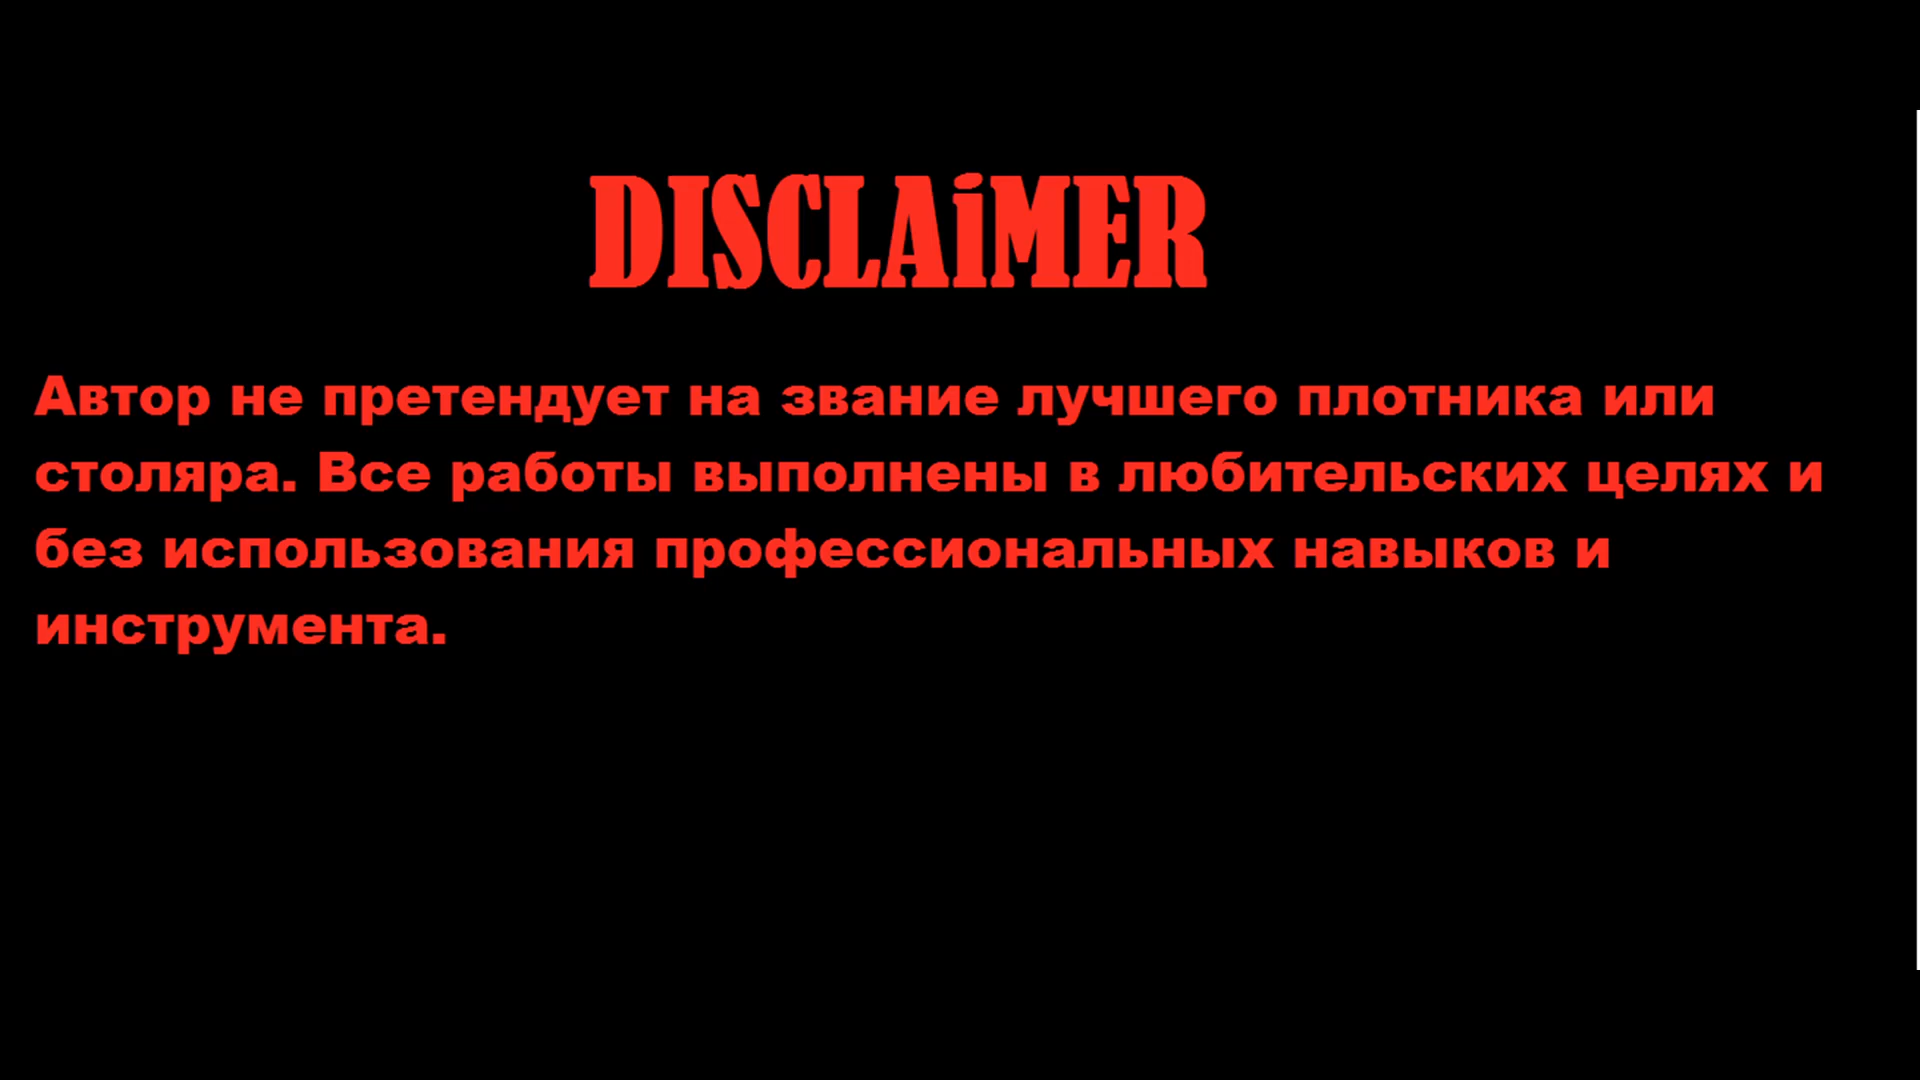 DISCLAiMER
Автор не претендует на звание лучшего плотника или
столяра. Все работы выполнены в любительских целях и
без использования профессиональных навыков и
инструмента.